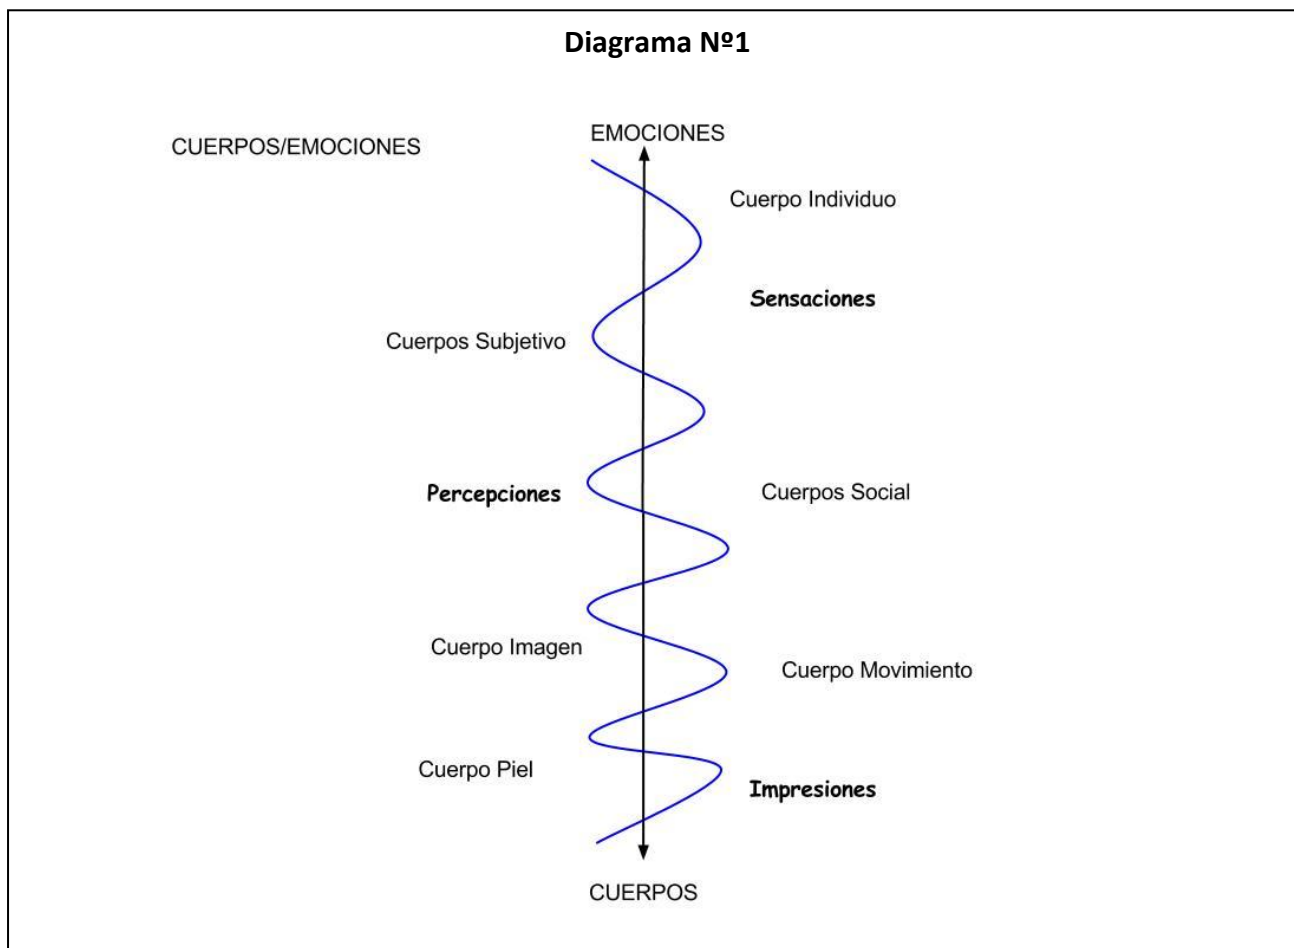 Diagrama Nº1
EMOCIONES
CUERPOS/EMOCIONES
Cuerpo Individuo
Sensaciones
Cuerpos Subjetivo
Percepciones
Cuerpos Social
Cuerpo Imagen
Cuerpo Movimiento
Cuerpo Piel
Impresiones
CUERPOS